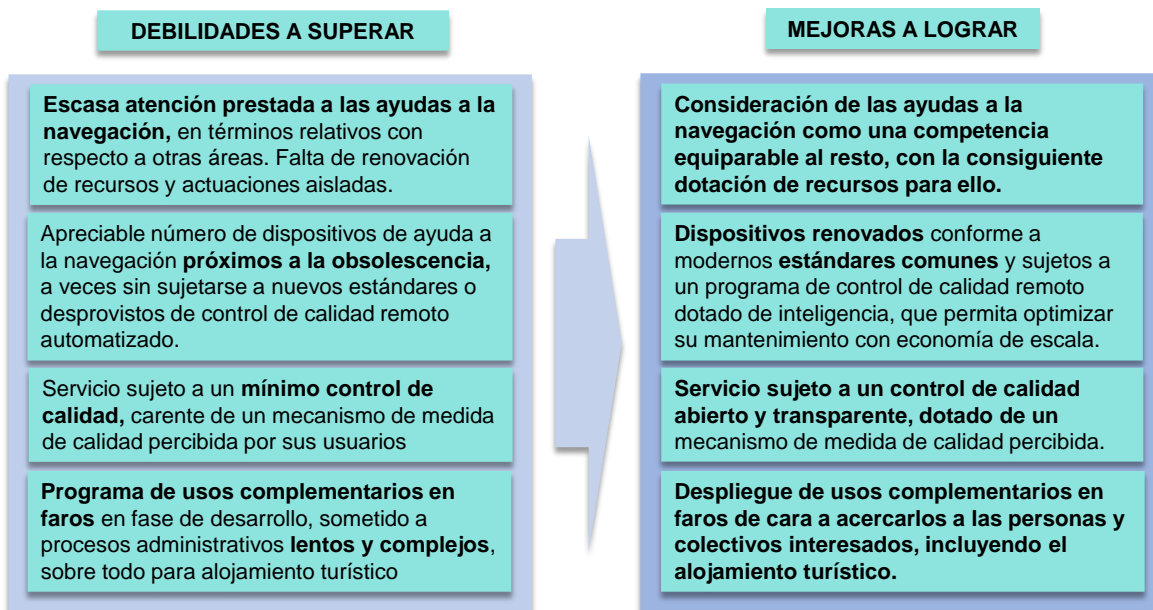 DEBILIDADES A SUPERAR
Escasa atención prestada a las ayudas a la
navegación, en términos relativos con
respecto a otras áreas. Falta de renovación
de recursos y actuaciones aisladas.
Apreciable número de dispositivos de ayuda a
la navegación próximos a la obsolescencia,
a veces sin sujetarse a nuevos estándares o
desprovistos de control de calidad remoto
automatizado.
Servicio sujeto a un mínimo control de
calidad, carente de un mecanismo de medida
de calidad percibida por sus usuarios
Programa de usos complementarios en
faros en fase de desarrollo, sometido a
procesos administrativos lentos y complejos,
sobre todo para alojamiento turístico
MEJORAS A LOGRAR
Consideración de las ayudas a la
navegación como una competencia
equiparable al resto, con la consiguiente
dotación de recursos para ello.
Dispositivos renovados conforme a
modernos estándares comunes y sujetos a
un programa de control de calidad remoto
dotado de inteligencia, que permita optimizar
su mantenimiento con economía de escala.
Servicio sujeto a un control de calidad
abierto y transparente, dotado de un
mecanismo de medida de calidad percibida.
Despliegue de usos complementarios en
faros de cara a acercarlos a las personas y
colectivos interesados, incluyendo el
alojamiento turístico.